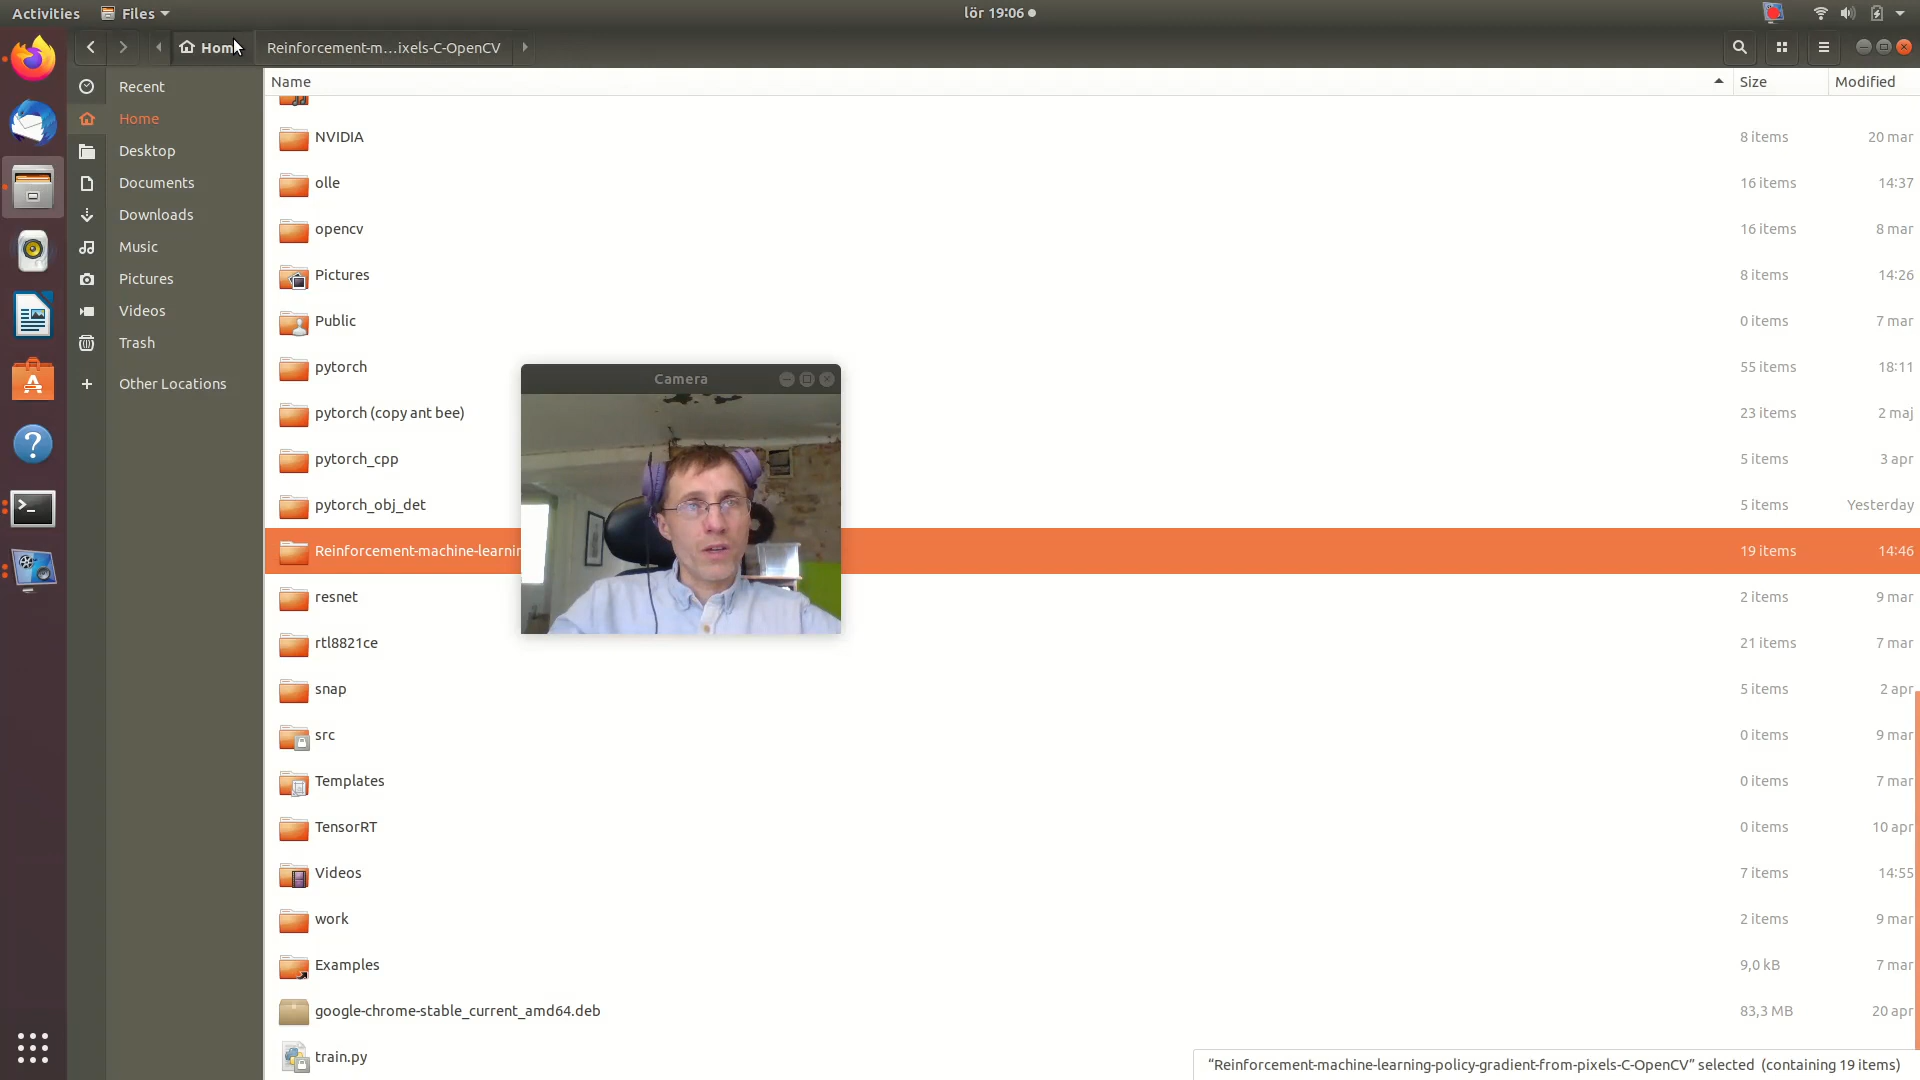 Activities Files lör 19:06
Home Reinforcement-m...ixels-C-OpenCV
Name Size Modified
Recent
Home
Desktop
Documents
Downloads
Music
Pictures
Videos
Trash
Other Locations
NVIDIA 8 items 20 mar
olle 16 items 14:37
opencv 16 items 8 mar
Pictures 8 items 14:26
Public 0 items 7 mar
pytorch 55 items 18:11
pytorch (copy ant bee) 23 items 2 maj
pytorch_cpp 5 items 3 apr
pytorch_obj_det 5 items Yesterday
Reinforcement-machine-learnin 19 items 14:46
resnet 2 items 9 mar
rtl8821ce 21 items 7 mar
snap 5 items 2 apr
src 0 items 9 mar
Templates 0 items 7 mar
TensorRT 0 items 10 apr
Videos 7 items 14:55
work 2 items 9 mar
Examples 9,0 kB 7 mar
google-chrome-stable_current_amd64.deb 83,3 MB 20 apr
train.py
Camera
"Reinforcement-machine-learning-policy-gradient-from-pixels-C-OpenCV" selected (containing 19 items)